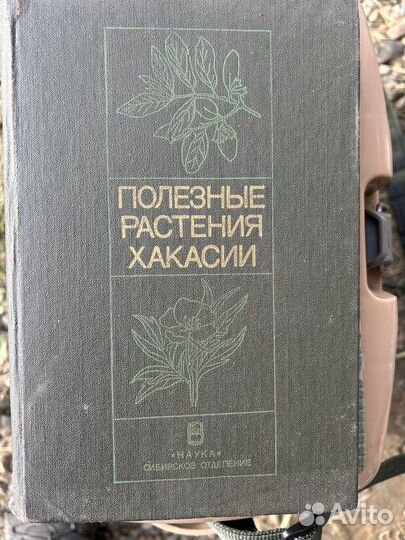 ПОЛЕЗНЫЕ
РАСТЕНИЯ
ХАКАСИИ
«НАУКА»
СИБИРСКОЕ ОТДЕЛЕНИЕ
Avito